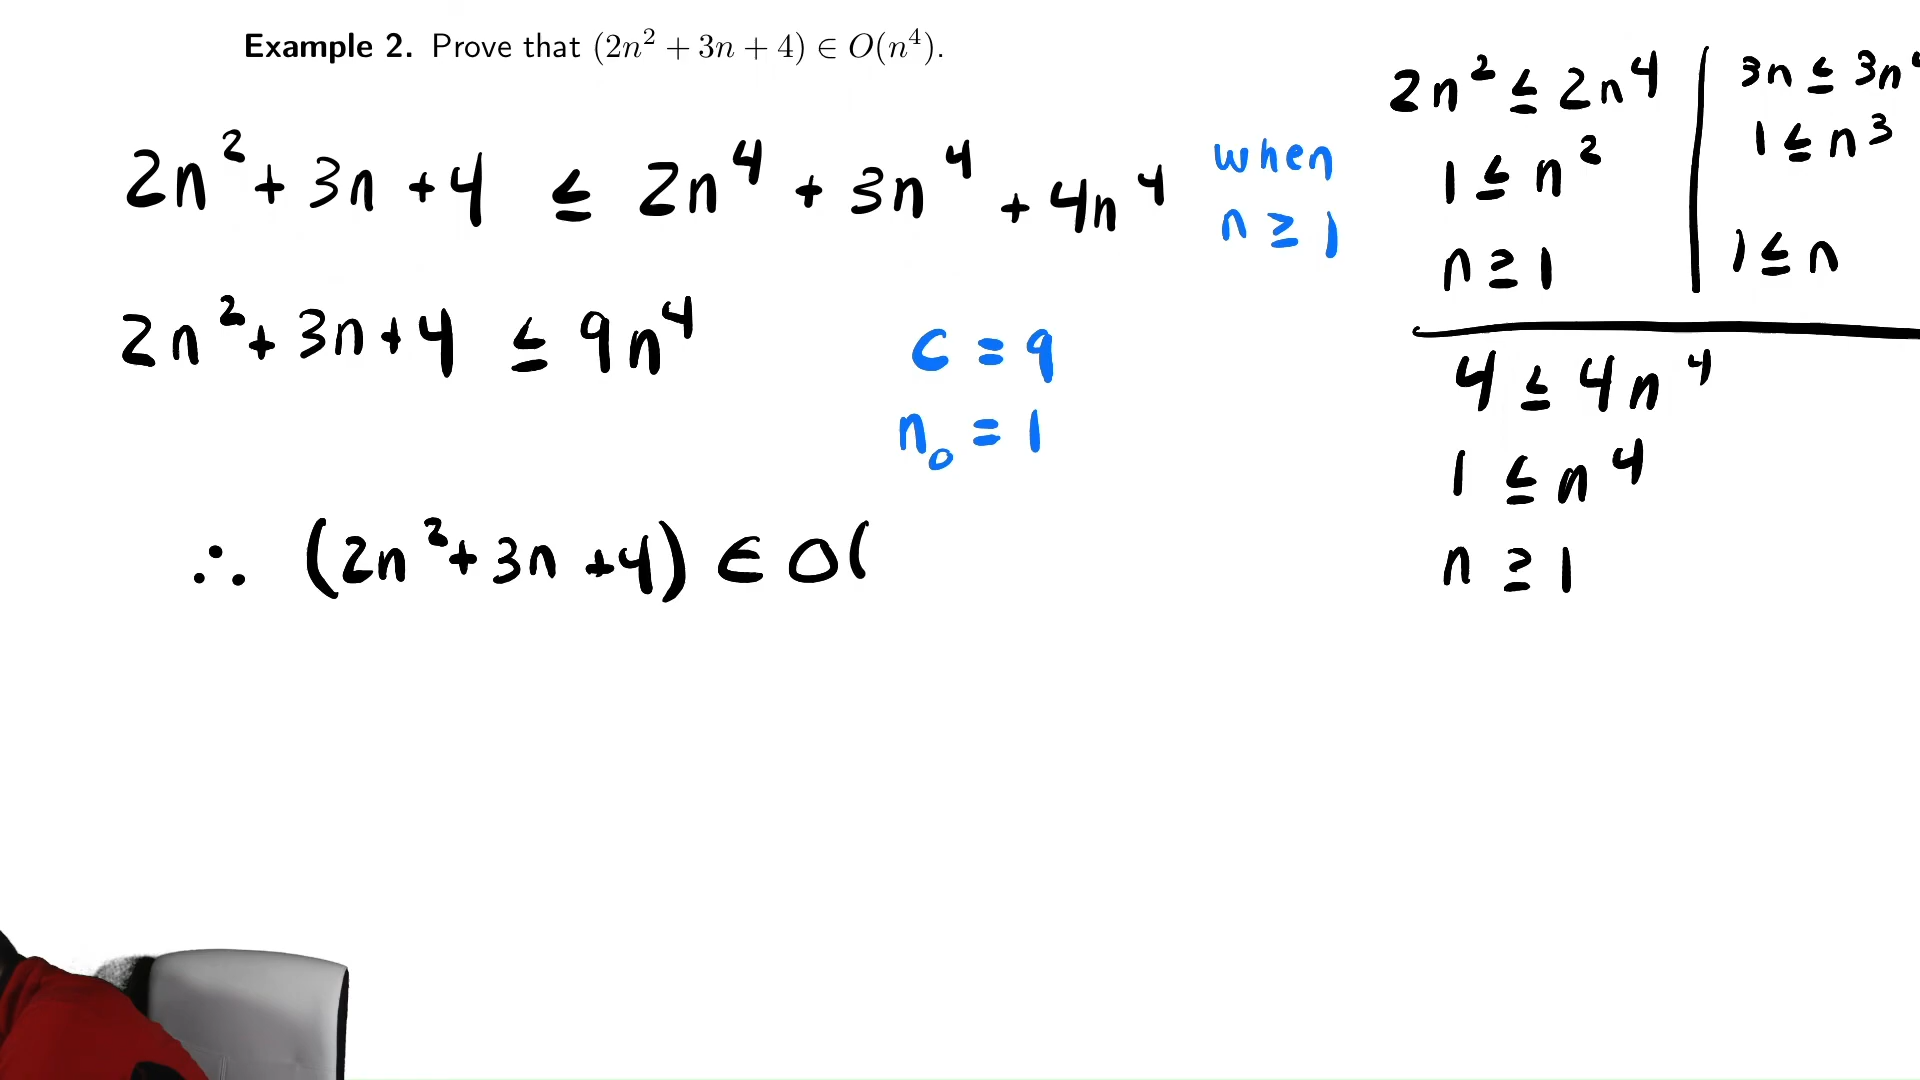 Example 2. Prove that (2n² + 3n + 4) ∈ O(n⁴).
2n² + 3n + 4 ≤ 2n⁴ + 3n⁴ + 4n⁴ when n ≥ 1
2n² + 3n + 4 ≤ 9n⁴
c = 9
n₀ = 1
∴ (2n² + 3n + 4) ∈ O(
2n² ≤ 2n⁴
1 ≤ n²
n ≥ 1
3n ≤ 3n⁴
1 ≤ n³
1 ≤ n
4 ≤ 4n⁴
1 ≤ n⁴
n ≥ 1